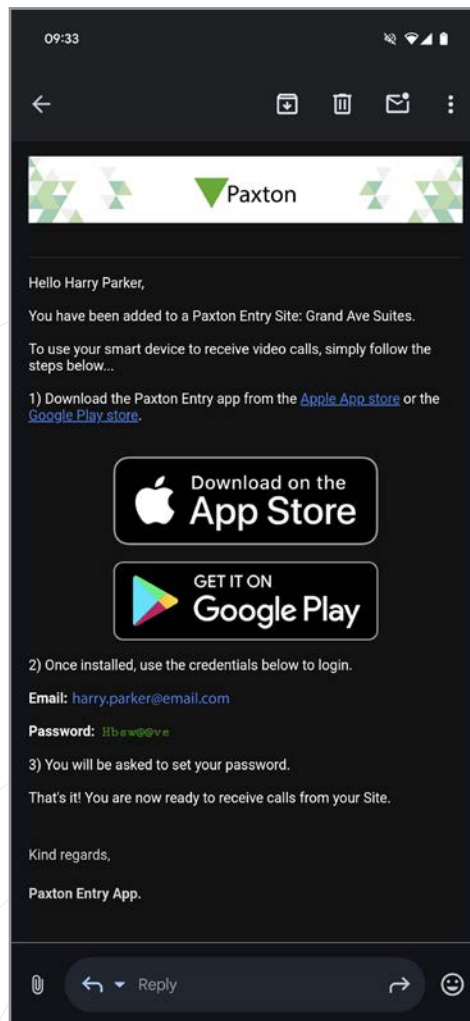 09:33
Paxton
Hello Harry Parker,
You have been added to a Paxton Entry Site: Grand Ave Suites.
To use your smart device to receive video calls, simply follow the
steps below...
1) Download the Paxton Entry app from the Apple App store or the
Google Play store.
Download on the
App Store
GET IT ON
Google Play
2) Once installed, use the credentials below to login.
Email: harry.parker@email.com
Password: Hbsw@@ve
3) You will be asked to set your password.
That's it! You are now ready to receive calls from your Site.
Kind regards,
Paxton Entry App.
Reply